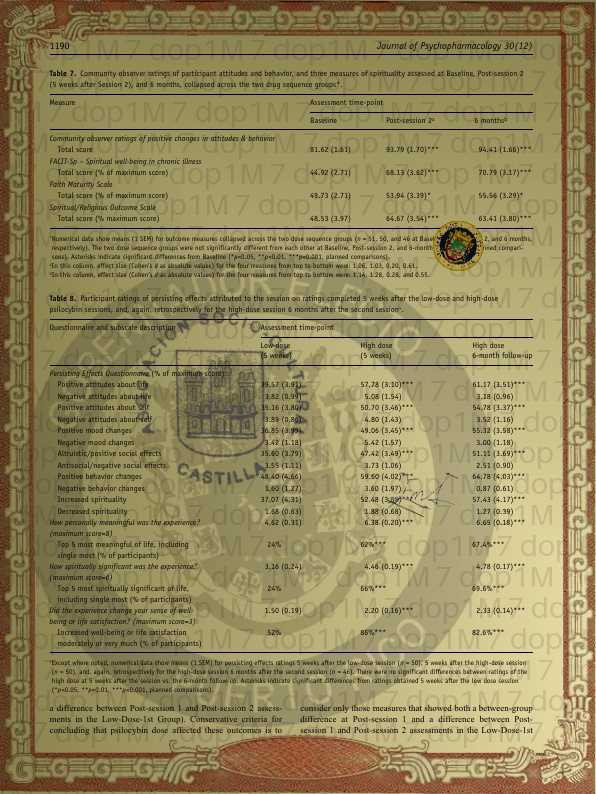 1190
Journal of Psychopharmacology 30(12)
Table 7. Community observer ratings of participant attitudes and behavior, and three measures of spirituality assessed at Baseline, Post-session 2
(5 weeks after Session 2), and 6 months, collapsed across the two drug sequence groups*.
Measure Assessment time-point
Baseline Post-session 2ª 6 monthsᵇ
Community observer ratings of positive changes in attitudes & behavior
Total score 81.62 (1.61) 93.79 (1.70)*** 94.41 (1.66)***
FACIT-Sp – Spiritual well-being in chronic illness
Total score (% of maximum score) 44.92 (2.71) 68.13 (3.62)*** 70.79 (3.17)***
Faith Maturity Scale
Total score (% of maximum score) 49.73 (2.71) 53.94 (3.39)* 55.56 (3.29)*
Spiritual/Religious Outcome Scale
Total score (% maximum score) 48.53 (3.97) 64.67 (3.54)*** 63.41 (3.80)***
*Numerical data show means (1 SEM) for outcome measures collapsed across the two dose sequence groups (n = 51, 50, and 46 at 2, and 6 months,
respectively). The two dose sequence groups were not significantly different from each other at Baseline, Post-session 2, and 6-month compari-
sons). Asterisks indicate significant differences from Baseline (*p<0.05, **p<0.01, ***p<0.001, planned comparisons).
ªIn this column, effect size (Cohen's d as absolute values) for the four measures from top to bottom were: 1.06, 1.03, 0.20, 0.61.
ᵇIn this column, effect size (Cohen's d as absolute values) for the four measures from top to bottom were: 1.14, 1.28, 0.28, and 0.55.
Table 8. Participant ratings of persisting effects attributed to the session on ratings completed 5 weeks after the low-dose and high-dose
psilocybin sessions, and, again, retrospectively for the high-dose session 6 months after the second session*.
Questionnaire and subscale description Assessment time-point
Low-dose High dose High dose
(5 weeks) (5 weeks) 6-month follow-up
Persisting Effects Questionnaire (% of maximum score)
Positive attitudes about life 39.57 (3.91) 57.78 (3.10)*** 61.17 (3.51)***
Negative attitudes about life 3.82 (0.99) 5.08 (1.54) 3.18 (0.96)
Positive attitudes about self 35.16 (3.80) 50.70 (3.46)*** 54.78 (3.37)***
Negative attitudes about self 3.89 (0.86) 4.80 (1.43) 3.52 (1.16)
Positive mood changes 36.85 (3.99) 49.06 (3.45)*** 55.32 (3.58)***
Negative mood changes 3.42 (1.18) 5.42 (1.57) 3.00 (1.18)
Altruistic/positive social effects 35.60 (3.79) 47.42 (3.49)*** 51.11 (3.69)***
Antisocial/negative social effects 3.55 (1.11) 3.73 (1.06) 2.51 (0.90)
Positive behavior changes 48.40 (4.66) 59.60 (4.02)*** 64.78 (4.03)***
Negative behavior changes 1.60 (1.27) 3.60 (1.97) 0.87 (0.61)
Increased spirituality 37.07 (4.31) 52.48 (3.89)*** 57.43 (4.17)***
Decreased spirituality 1.68 (0.63) 1.88 (0.68) 1.27 (0.39)
How personally meaningful was the experience? 4.62 (0.31) 6.38 (0.20)*** 6.65 (0.18)***
(maximum score=8)
Top 5 most meaningful of life, including 24% 62%*** 67.4%***
single most (% of participants)
How spiritually significant was the experience? 3.16 (0.24) 4.46 (0.19)*** 4.78 (0.17)***
(maximum score=6)
Top 5 most spiritually significant of life, 24% 66%*** 69.6%***
including single most (% of participants)
Did the experience change your sense of well- 1.50 (0.19) 2.20 (0.16)*** 2.33 (0.14)***
being or life satisfaction? (maximum score=3)
Increased well-being or life satisfaction 52% 86%*** 82.6%***
moderately or very much (% of participants)
*Except where noted, numerical data show means (1 SEM) for persisting effects ratings 5 weeks after the low-dose session (n = 50), 5 weeks after the high-dose session
(n = 50), and, again, retrospectively for the high-dose session 6 months after the second session (n = 46). There were no significant differences between ratings of the
high dose at 5 weeks after the session vs. the 6-month follow-up. Asterisks indicate significant differences from ratings obtained 5 weeks after the low dose session
(*p<0.05, **p<0.01, ***p<0.001, planned comparisons).
a difference between Post-session 1 and Post-session 2 assess-
ments in the Low-Dose-1st Group). Conservative criteria for
concluding that psilocybin dose affected these outcomes is to
consider only those measures that showed both a between-group
difference at Post-session 1 and a difference between Post-
session 1 and Post-session 2 assessments in the Low-Dose-1st
CASTILLA
dop1M7